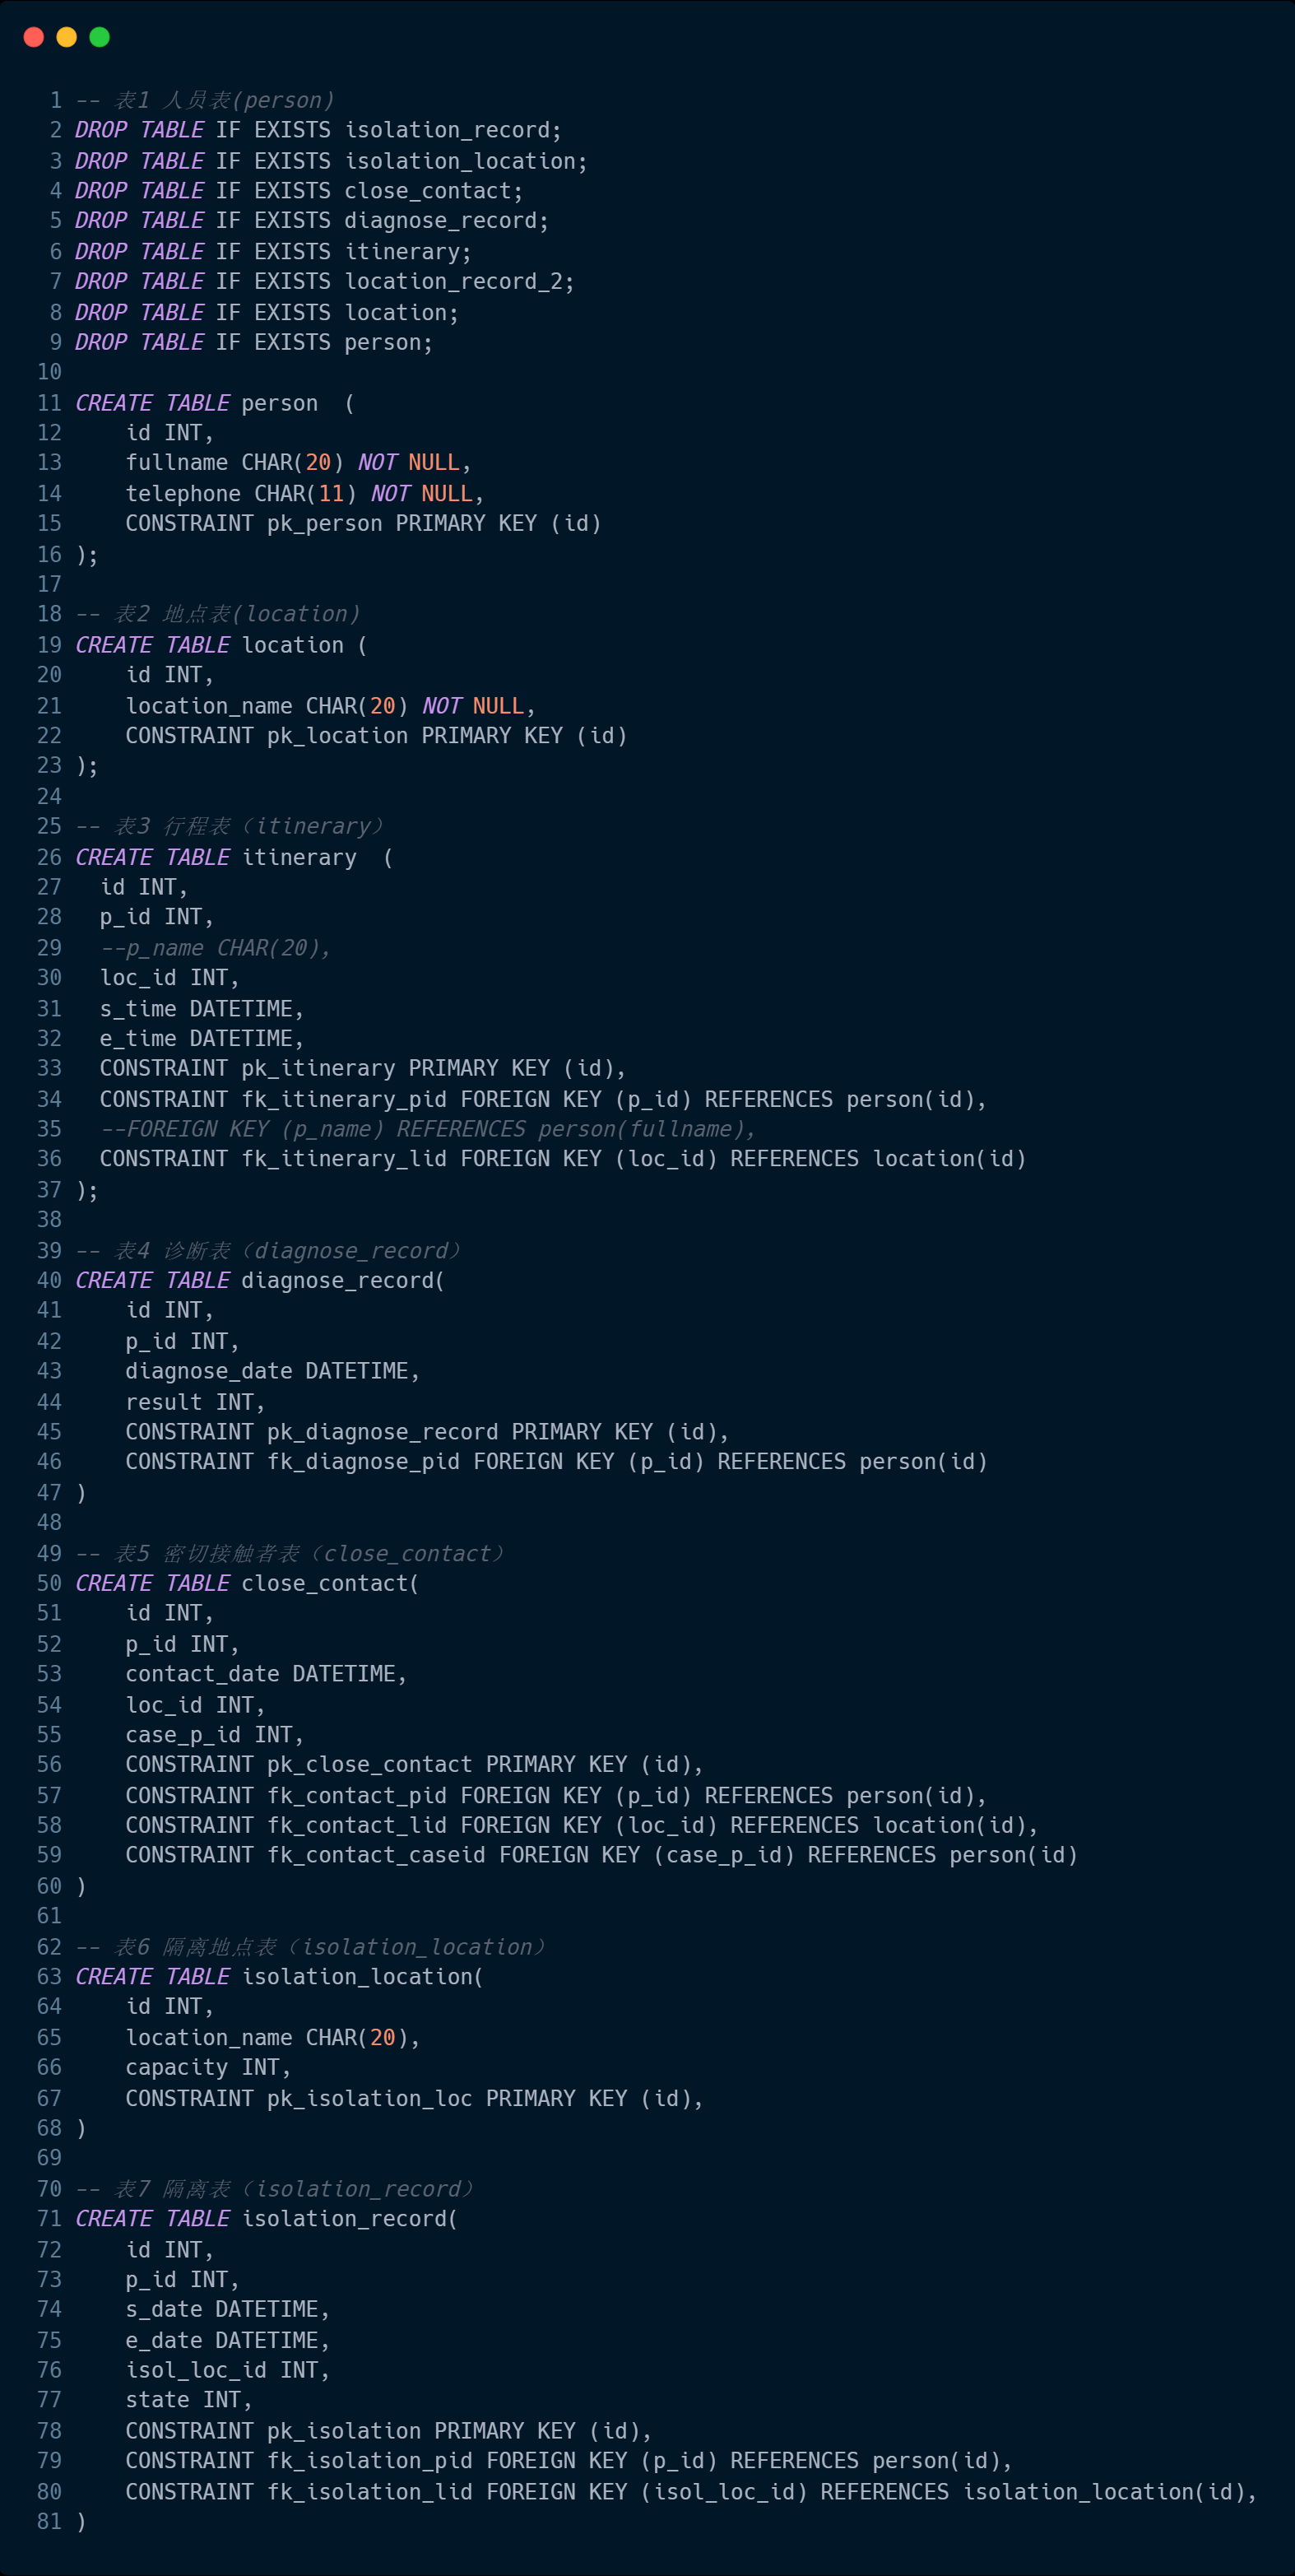 1 -- 表1 人员表(person)
2 DROP TABLE IF EXISTS isolation_record;
3 DROP TABLE IF EXISTS isolation_location;
4 DROP TABLE IF EXISTS close_contact;
5 DROP TABLE IF EXISTS diagnose_record;
6 DROP TABLE IF EXISTS itinerary;
7 DROP TABLE IF EXISTS location_record_2;
8 DROP TABLE IF EXISTS location;
9 DROP TABLE IF EXISTS person;
10
11 CREATE TABLE person  (
12     id INT,
13     fullname CHAR(20) NOT NULL,
14     telephone CHAR(11) NOT NULL,
15     CONSTRAINT pk_person PRIMARY KEY (id)
16 );
17
18 -- 表2 地点表(location)
19 CREATE TABLE location (
20     id INT,
21     location_name CHAR(20) NOT NULL,
22     CONSTRAINT pk_location PRIMARY KEY (id)
23 );
24
25 -- 表3 行程表（itinerary）
26 CREATE TABLE itinerary  (
27   id INT,
28   p_id INT,
29   --p_name CHAR(20),
30   loc_id INT,
31   s_time DATETIME,
32   e_time DATETIME,
33   CONSTRAINT pk_itinerary PRIMARY KEY (id),
34   CONSTRAINT fk_itinerary_pid FOREIGN KEY (p_id) REFERENCES person(id),
35   --FOREIGN KEY (p_name) REFERENCES person(fullname),
36   CONSTRAINT fk_itinerary_lid FOREIGN KEY (loc_id) REFERENCES location(id)
37 );
38
39 -- 表4 诊断表（diagnose_record）
40 CREATE TABLE diagnose_record(
41     id INT,
42     p_id INT,
43     diagnose_date DATETIME,
44     result INT,
45     CONSTRAINT pk_diagnose_record PRIMARY KEY (id),
46     CONSTRAINT fk_diagnose_pid FOREIGN KEY (p_id) REFERENCES person(id)
47 )
48
49 -- 表5 密切接触者表（close_contact）
50 CREATE TABLE close_contact(
51     id INT,
52     p_id INT,
53     contact_date DATETIME,
54     loc_id INT,
55     case_p_id INT,
56     CONSTRAINT pk_close_contact PRIMARY KEY (id),
57     CONSTRAINT fk_contact_pid FOREIGN KEY (p_id) REFERENCES person(id),
58     CONSTRAINT fk_contact_lid FOREIGN KEY (loc_id) REFERENCES location(id),
59     CONSTRAINT fk_contact_caseid FOREIGN KEY (case_p_id) REFERENCES person(id)
60 )
61
62 -- 表6 隔离地点表（isolation_location）
63 CREATE TABLE isolation_location(
64     id INT,
65     location_name CHAR(20),
66     capacity INT,
67     CONSTRAINT pk_isolation_loc PRIMARY KEY (id),
68 )
69
70 -- 表7 隔离表（isolation_record）
71 CREATE TABLE isolation_record(
72     id INT,
73     p_id INT,
74     s_date DATETIME,
75     e_date DATETIME,
76     isol_loc_id INT,
77     state INT,
78     CONSTRAINT pk_isolation PRIMARY KEY (id),
79     CONSTRAINT fk_isolation_pid FOREIGN KEY (p_id) REFERENCES person(id),
80     CONSTRAINT fk_isolation_lid FOREIGN KEY (isol_loc_id) REFERENCES isolation_location(id),
81 )